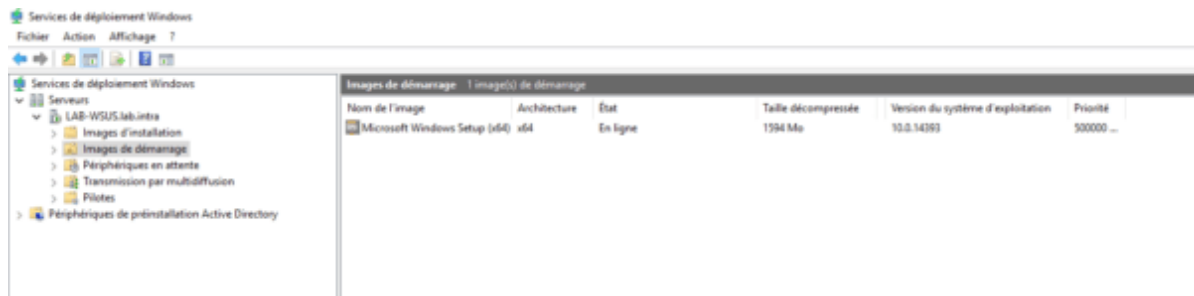 Services de déploiement Windows
Fichier Action Affichage ?
Services de déploiement Windows
Serveurs
LAB-WSUS.lab.intra
Images d'installation
Images de démarrage
Périphériques en attente
Transmission par multidiffusion
Pilotes
Périphériques de préinstallation Active Directory
Images de démarrage 1 image(s) de démarrage
Nom de l'image Architecture État Taille décompressée Version du système d'exploitation Priorité
Microsoft Windows Setup (x64) x64 En ligne 1594 Mo 10.0.14393 500000 ...